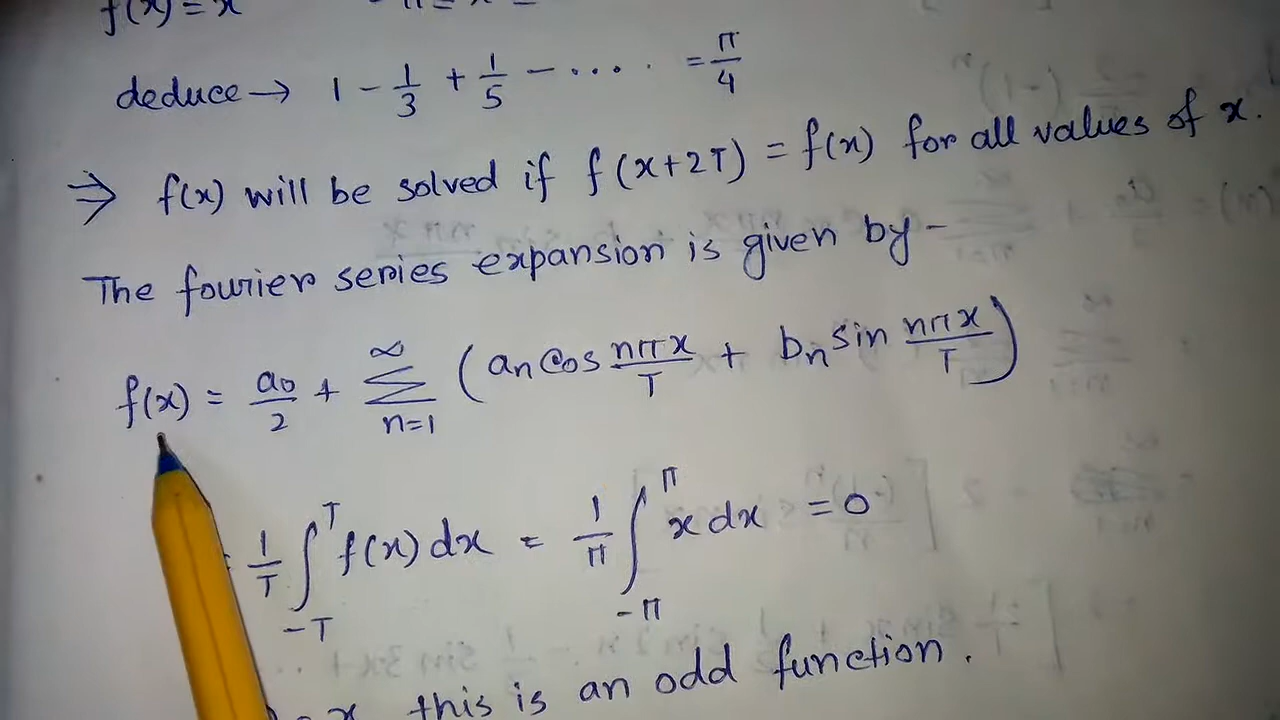 f(x) = x
deduce → 1 - 1/3 + 1/5 - .... . = π/4
⇒ f(x) will be solved if f(x+2T) = f(x) for all values of x.
The fourier series expansion is given by -
f(x) = a₀/2 + ∑_{n=1}^{∞} (aₙ Cos nπx/T + bₙ sin nπx/T)
= 1/T ∫_{-T}^{T} f(x) dx = 1/π ∫_{-π}^{π} x dx = 0
x this is an odd function.